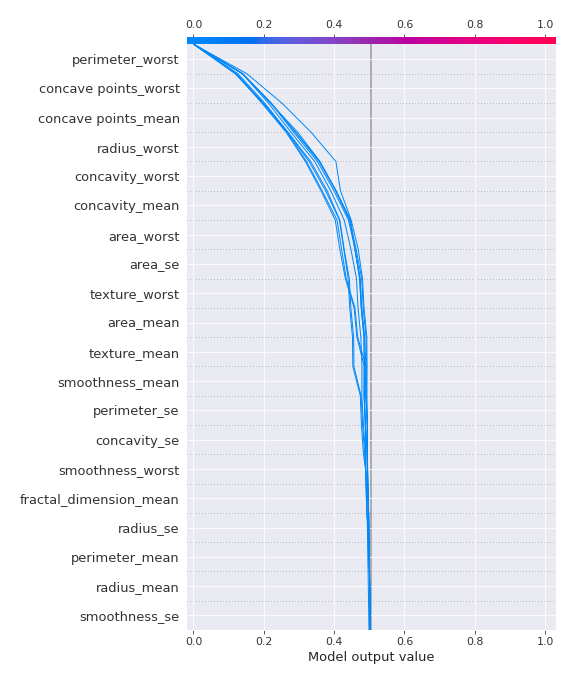 0.0 0.2 0.4 0.6 0.8 1.0
perimeter_worst
concave points_worst
concave points_mean
radius_worst
concavity_worst
concavity_mean
area_worst
area_se
texture_worst
area_mean
texture_mean
smoothness_mean
perimeter_se
concavity_se
smoothness_worst
fractal_dimension_mean
radius_se
perimeter_mean
radius_mean
smoothness_se
0.0 0.2 0.4 0.6 0.8 1.0
Model output value